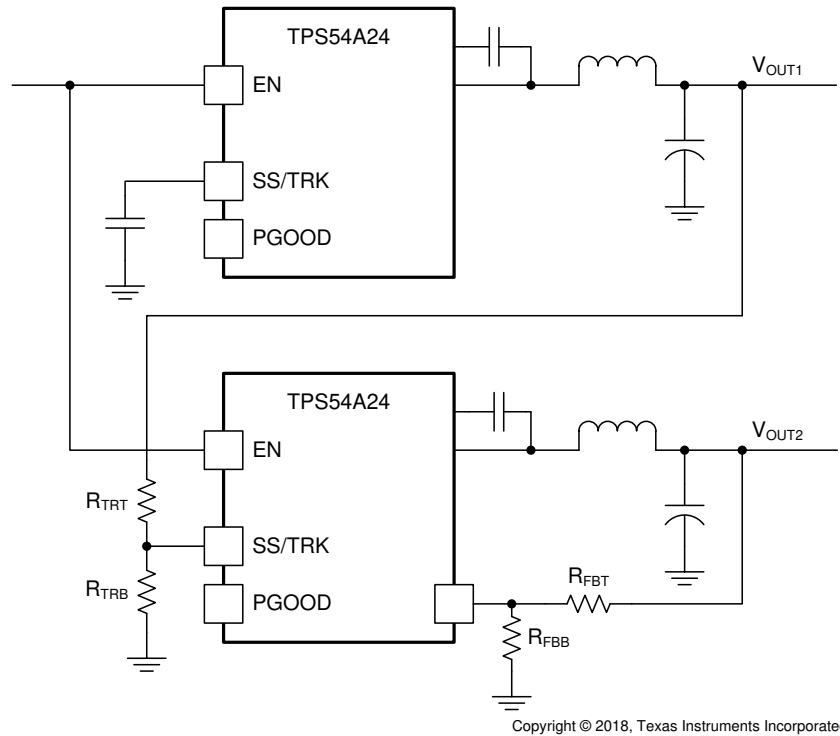 TPS54A24
EN
SS/TRK
PGOOD
VOUT1
TPS54A24
EN
SS/TRK
PGOOD
VOUT2
RTRT
RTRB
RFBT
RFBB
Copyright © 2018, Texas Instruments Incorporate